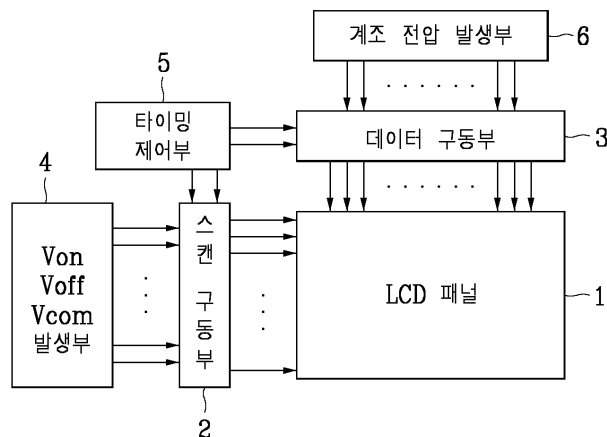 계조 전압 발생부
6
5
타이밍
제어부
데이터 구동부
3
4
Von
Voff
Vcom
발생부
스캔 구동부
2
LCD 패널
1